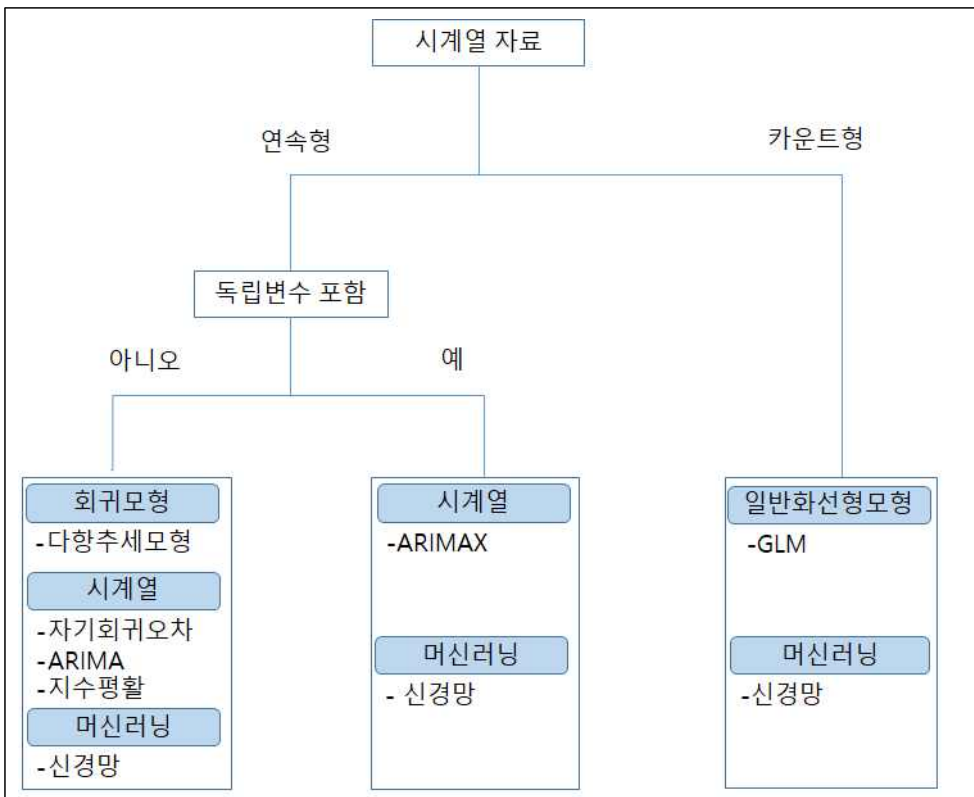 시계열 자료
연속형
카운트형
독립변수 포함
아니오
예
회귀모형
-다항추세모형
시계열
-자기회귀오차
-ARIMA
-지수평활
머신러닝
-신경망
시계열
-ARIMAX
머신러닝
- 신경망
일반화선형모형
-GLM
머신러닝
-신경망